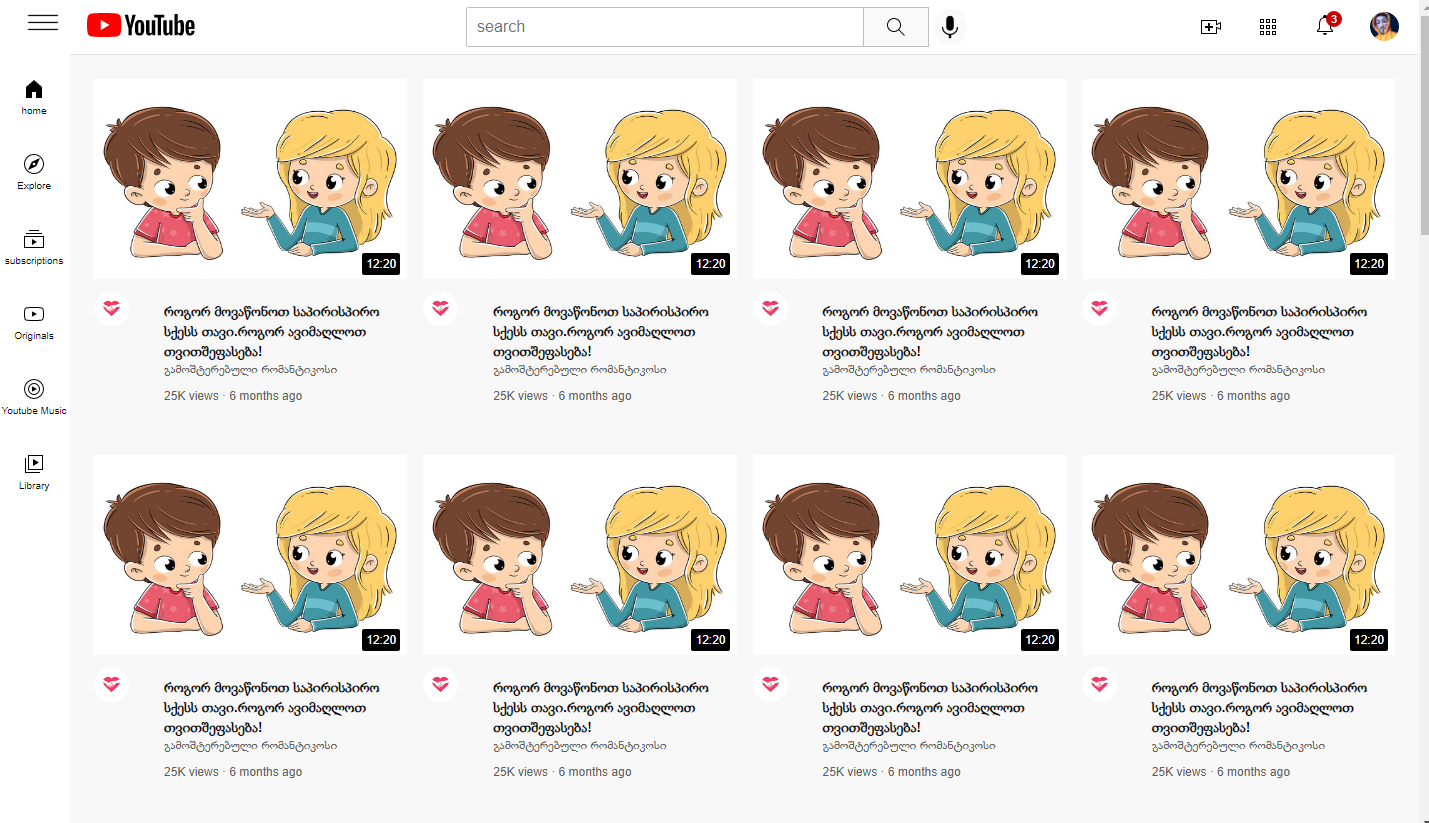 YouTube
search
3
home
Explore
subscriptions
Originals
Youtube Music
Library
12:20
12:20
12:20
12:20
როგორ მოვაწონოთ საპირისპირო
სქესს თავი.როგორ ავიმაღლოთ
თვითშეფასება!
გამოშტერებული რომანტიკოსი
25K views · 6 months ago
როგორ მოვაწონოთ საპირისპირო
სქესს თავი.როგორ ავიმაღლოთ
თვითშეფასება!
გამოშტერებული რომანტიკოსი
25K views · 6 months ago
როგორ მოვაწონოთ საპირისპირო
სქესს თავი.როგორ ავიმაღლოთ
თვითშეფასება!
გამოშტერებული რომანტიკოსი
25K views · 6 months ago
როგორ მოვაწონოთ საპირისპირო
სქესს თავი.როგორ ავიმაღლოთ
თვითშეფასება!
გამოშტერებული რომანტიკოსი
25K views · 6 months ago
12:20
12:20
12:20
12:20
როგორ მოვაწონოთ საპირისპირო
სქესს თავი.როგორ ავიმაღლოთ
თვითშეფასება!
გამოშტერებული რომანტიკოსი
25K views · 6 months ago
როგორ მოვაწონოთ საპირისპირო
სქესს თავი.როგორ ავიმაღლოთ
თვითშეფასება!
გამოშტერებული რომანტიკოსი
25K views · 6 months ago
როგორ მოვაწონოთ საპირისპირო
სქესს თავი.როგორ ავიმაღლოთ
თვითშეფასება!
გამოშტერებული რომანტიკოსი
25K views · 6 months ago
როგორ მოვაწონოთ საპირისპირო
სქესს თავი.როგორ ავიმაღლოთ
თვითშეფასება!
გამოშტერებული რომანტიკოსი
25K views · 6 months ago